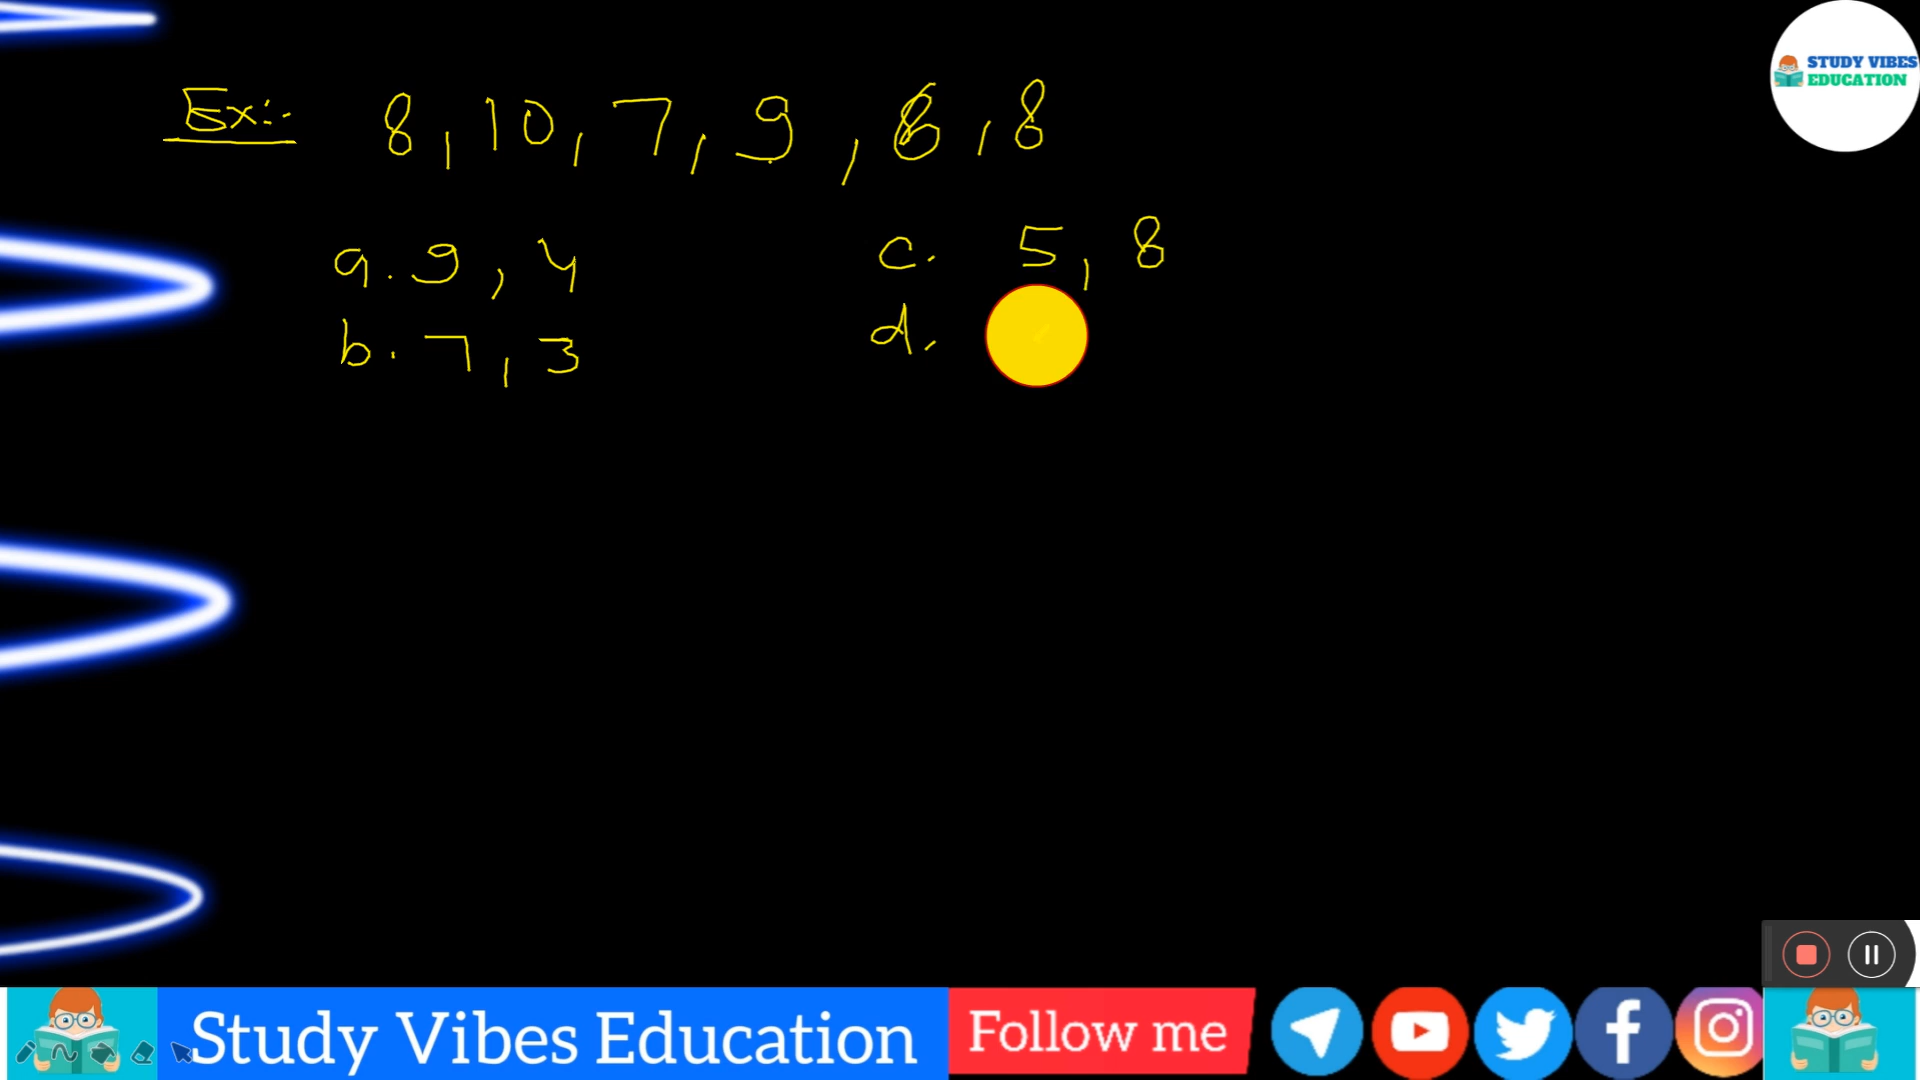 Ex:- 8, 10, 7, 9, 8, 8
a. 9, 4
b. 7, 3
c. 5, 8
d.
STUDY VIBES
EDUCATION
Study Vibes Education
Follow me